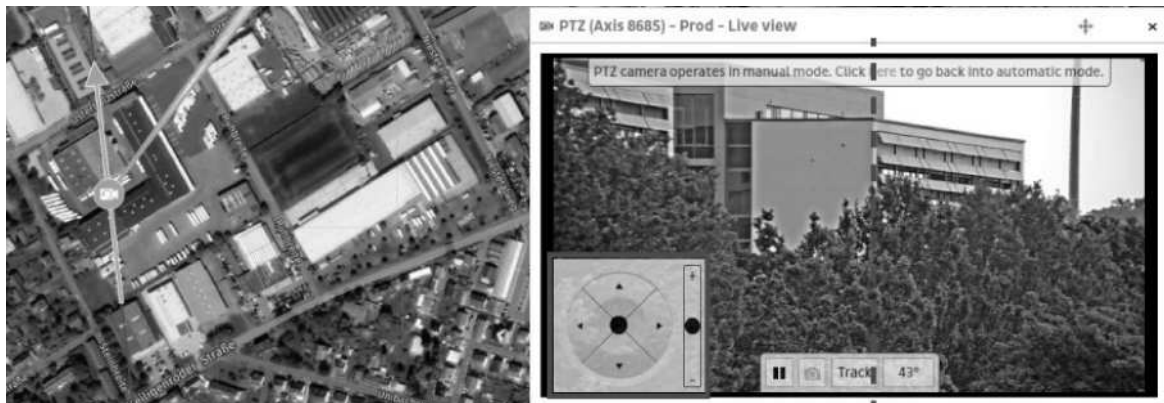 PTZ (Axis 8685) - Prod - Live view
PTZ camera operates in manual mode. Click here to go back into automatic mode.
Track
43°
Straße